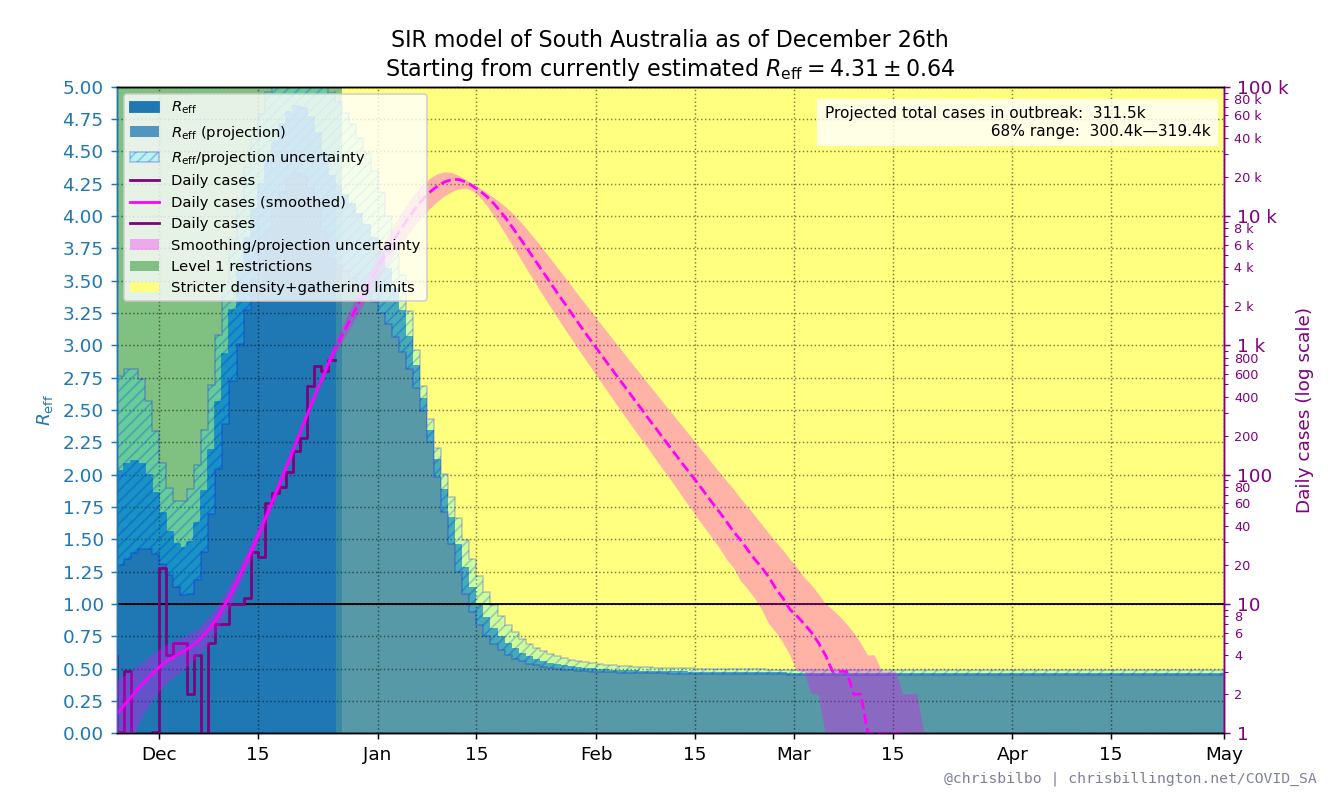 SIR model of South Australia as of December 26th
Starting from currently estimated R_eff = 4.31 ± 0.64
R_eff
R_eff (projection)
R_eff/projection uncertainty
Daily cases
Daily cases (smoothed)
Daily cases
Smoothing/projection uncertainty
Level 1 restrictions
Stricter density+gathering limits
Projected total cases in outbreak: 311.5k
68% range: 300.4k—319.4k
R_eff
5.00
4.75
4.50
4.25
4.00
3.75
3.50
3.25
3.00
2.75
2.50
2.25
2.00
1.75
1.50
1.25
1.00
0.75
0.50
0.25
0.00
100 k
80 k
60 k
40 k
20 k
10 k
8 k
6 k
4 k
2 k
1 k
800
600
400
200
100
80
60
40
20
10
8
6
4
2
1
Daily cases (log scale)
Dec 15 Jan 15 Feb 15 Mar 15 Apr 15 May
@chrisbilbo | chrisbillington.net/COVID_SA